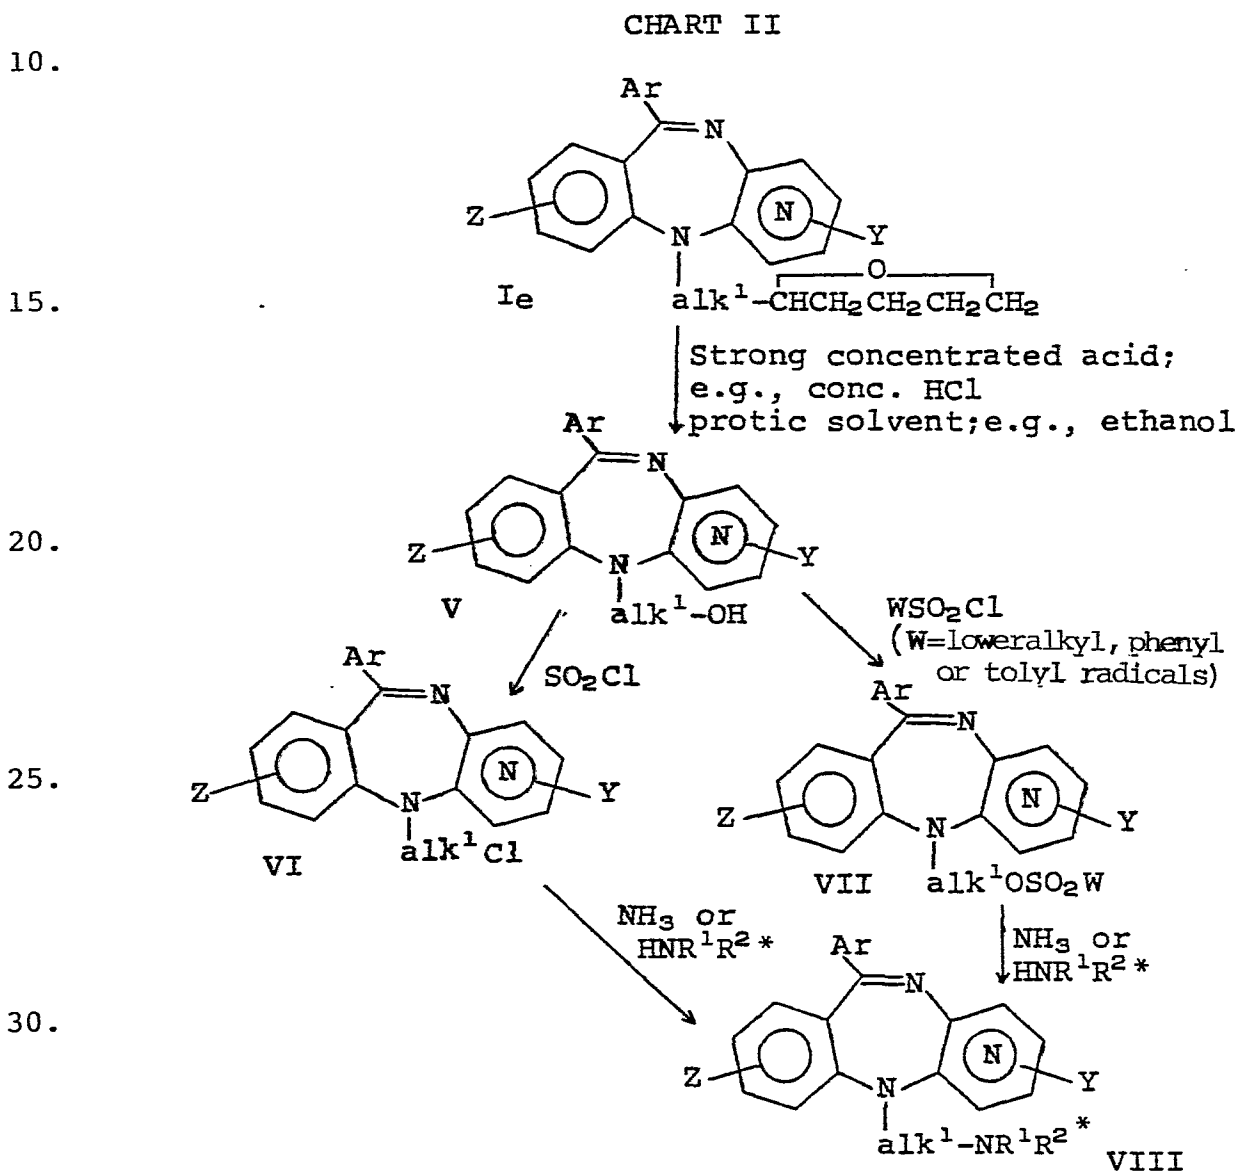 CHART II
10.
Ar
N
Z
N
Y
N
O
15.
Ie
alk¹-CHCH₂CH₂CH₂CH₂
Strong concentrated acid;
e.g., conc. HCl
protic solvent;e.g., ethanol
Ar
N
20.
Z
N
Y
N
V
alk¹-OH
WSO₂Cl
(W=loweralkyl, phenyl
or tolyl radicals)
SO₂Cl
Ar
N
Ar
N
25.
Z
N
Y
N
Z
N
Y
N
VI
alk¹Cl
VII
alk¹OSO₂W
NH₃ or
HNR¹R²*
NH₃ or
HNR¹R²*
Ar
N
30.
Z
N
Y
N
alk¹-NR¹R²*
VIII